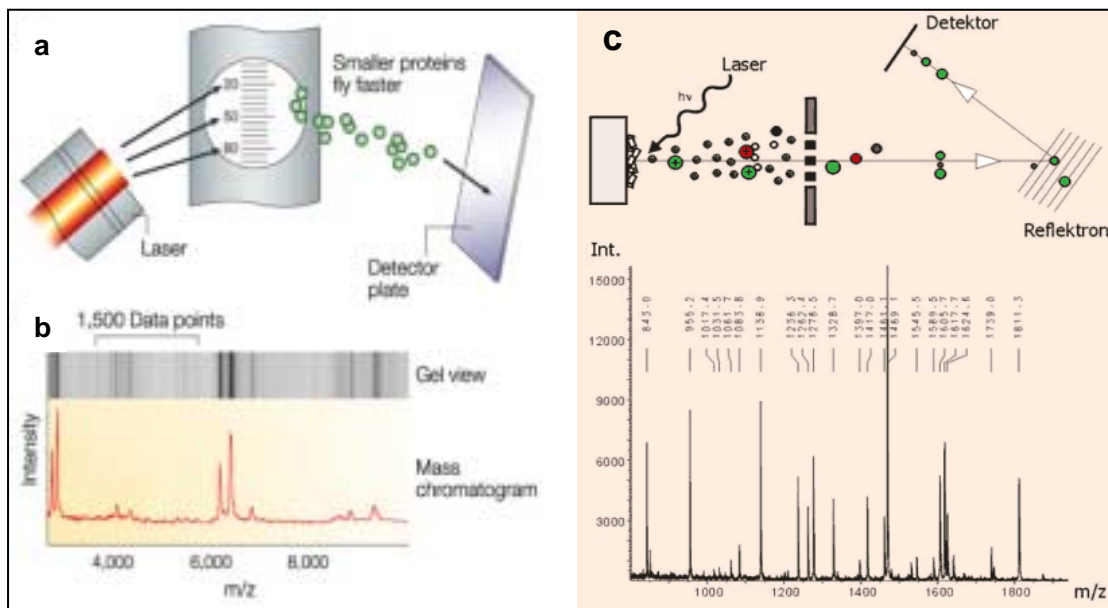 a
20
50
80
Smaller proteins
fly faster
Laser
Detector
plate
b
1,500 Data points
Gel view
Intensity
Mass
chromatogram
4,000 6,000 8,000
m/z
c
Detektor
Laser
hν
+ + +
Reflektron
Int.
15000
12000
9000
6000
3000
843.0
955.2
1017.4
1031.5
1061.7
1083.8
1138.9
1236.3
1262.4
1276.5
1328.7
1397.0
1417.0
1461.1
1469.1
1545.5
1589.5
1605.7
1617.7
1624.6
1739.0
1811.3
1000 1200 1400 1600 1800 m/z